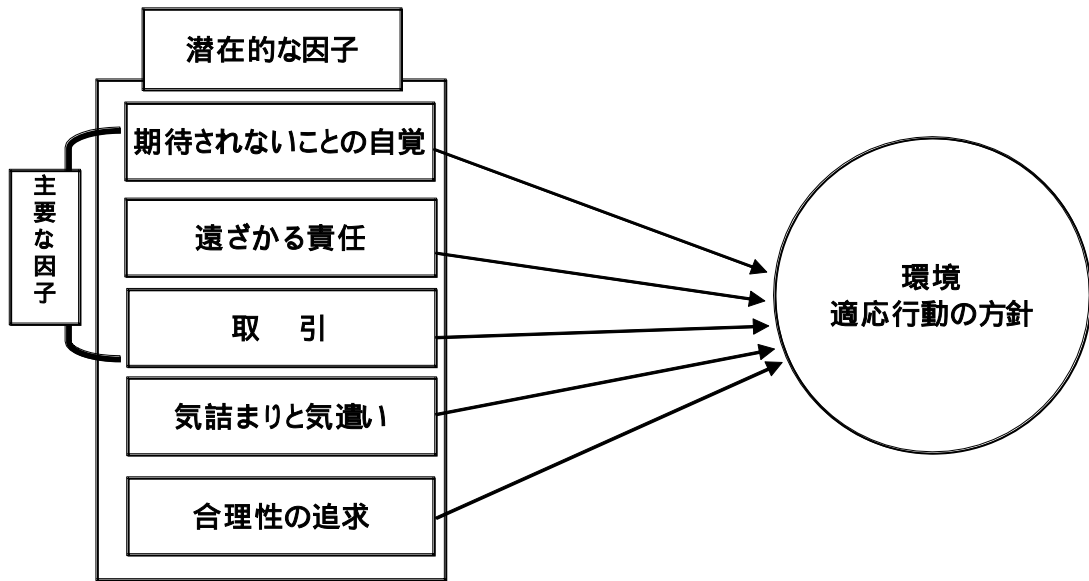 潜在的な因子
期待されないことの自覚
主要な因子
遠ざかる責任
取　引
気詰まりと気遣い
合理性の追求
環境
適応行動の方針